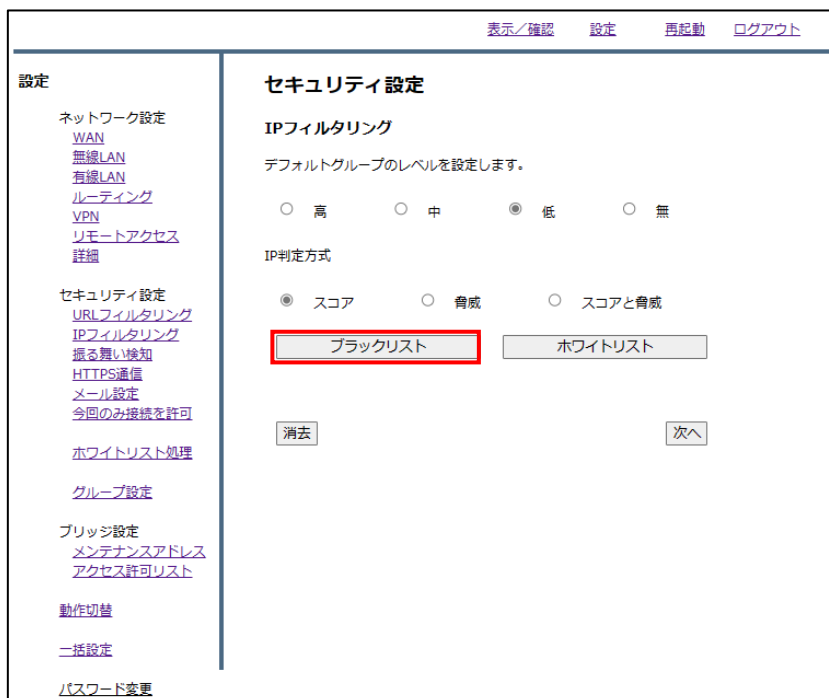 表示／確認 設定 再起動 ログアウト
設定
ネットワーク設定
WAN
無線LAN
有線LAN
ルーティング
VPN
リモートアクセス
詳細
セキュリティ設定
URLフィルタリング
IPフィルタリング
振る舞い検知
HTTPS通信
メール設定
今回のみ接続を許可
ホワイトリスト処理
グループ設定
ブリッジ設定
メンテナンスアドレス
アクセス許可リスト
動作切替
一括設定
パスワード変更
セキュリティ設定
IPフィルタリング
デフォルトグループのレベルを設定します。
高 中 低 無
IP判定方式
スコア 脅威 スコアと脅威
ブラックリスト ホワイトリスト
消去 次へ